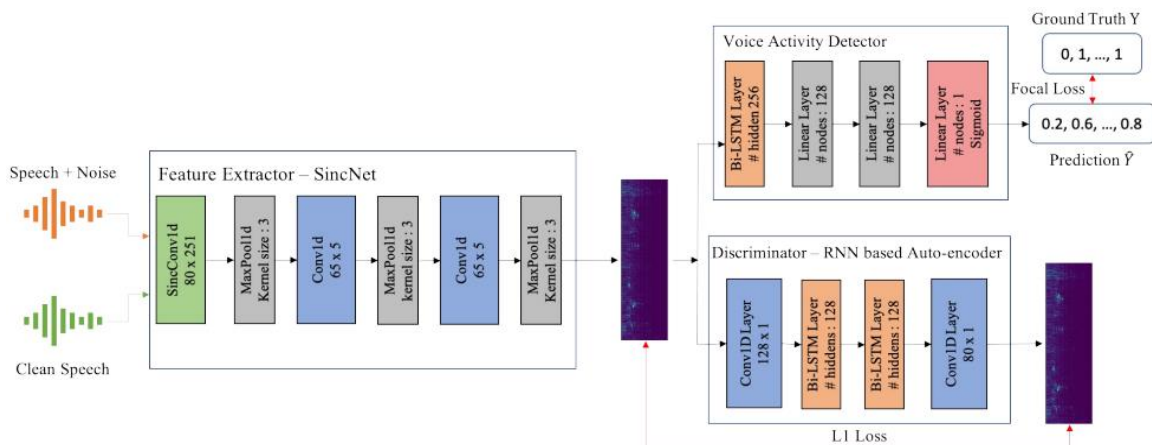 Speech + Noise
Clean Speech
Feature Extractor – SincNet
SincConv1d
80 x 251
MaxPool1d
Kernel size : 3
Conv1d
65 x 5
MaxPool1d
kernel size : 3
Conv1d
65 x 5
MaxPool1d
Kernel size : 3
Voice Activity Detector
Bi-LSTM Layer
# hidden 256
Linear Layer
# nodes : 128
Linear Layer
# nodes : 128
Linear Layer
# nodes : 1
Sigmoid
Ground Truth Y
0, 1, ..., 1
Focal Loss
0.2, 0.6, ..., 0.8
Prediction Ŷ
Discriminator – RNN based Auto-encoder
Conv1D Layer
128 x 1
Bi-LSTM Layer
# hiddens : 128
Bi-LSTM Layer
# hiddens : 128
Conv1D Layer
80 x 1
L1 Loss